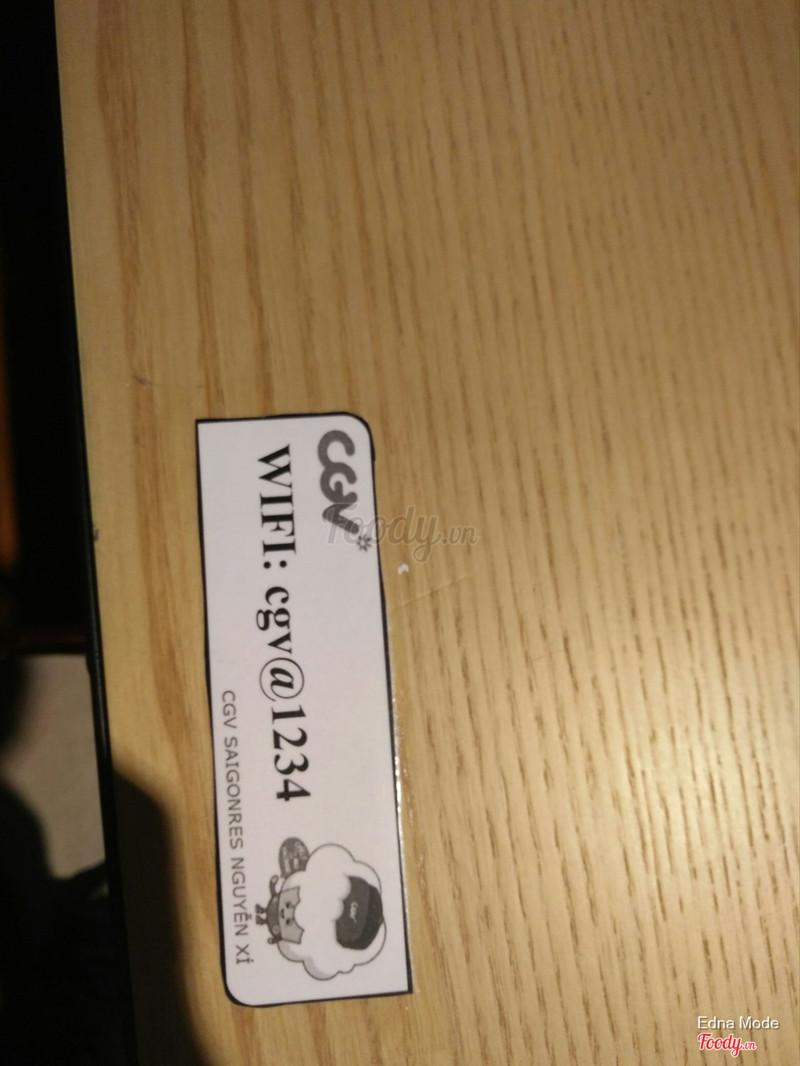 CGV
WIFI: cgv@1234
CGV SAIGONRES NGUYỄN XÍ
Foody.vn
Edna Mode
Foody.vn